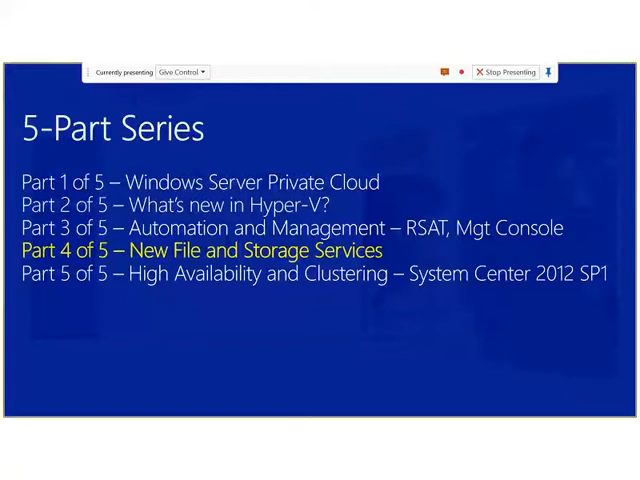 Currently presenting Give Control Stop Presenting
5-Part Series
Part 1 of 5 – Windows Server Private Cloud
Part 2 of 5 – What's new in Hyper-V?
Part 3 of 5 – Automation and Management – RSAT, Mgt Console
Part 4 of 5 – New File and Storage Services
Part 5 of 5 – High Availability and Clustering – System Center 2012 SP1